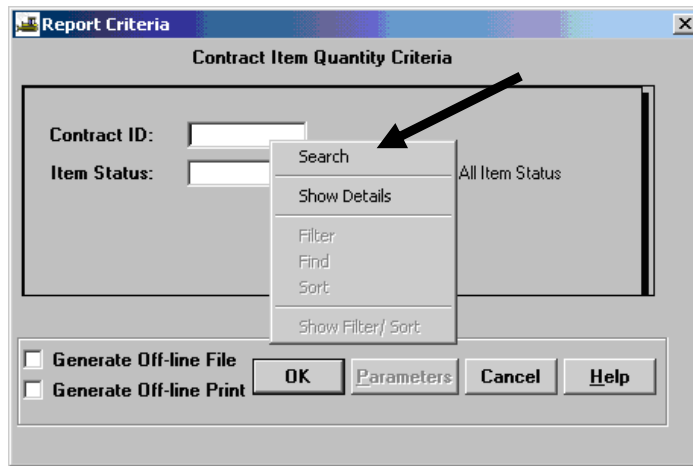 Report Criteria
Contract Item Quantity Criteria
Contract ID:
Item Status:
All Item Status
Search
Show Details
Filter
Find
Sort
Show Filter/ Sort
Generate Off-line File
Generate Off-line Print
OK
Parameters
Cancel
Help